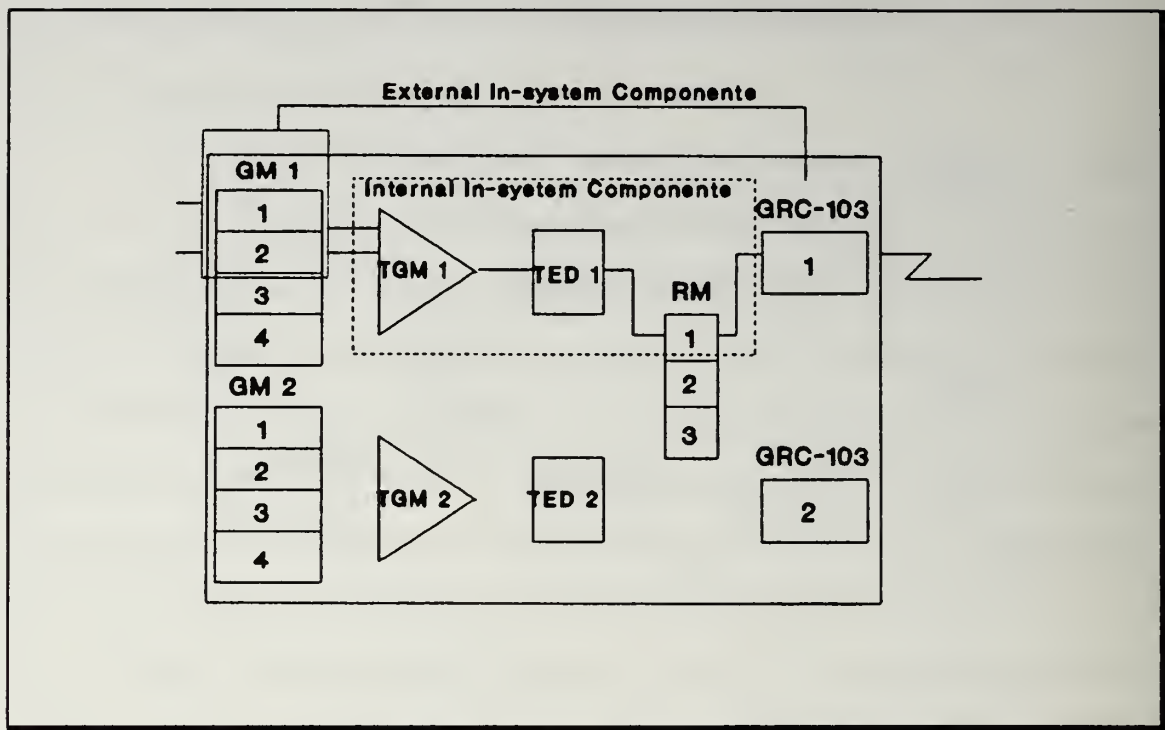 External In-system Componente
GM 1
Internal In-system Componente
GRC-103
1
2
3
4
TGM 1
TED 1
RM
1
2
3
1
GM 2
1
2
3
4
TGM 2
TED 2
GRC-103
2